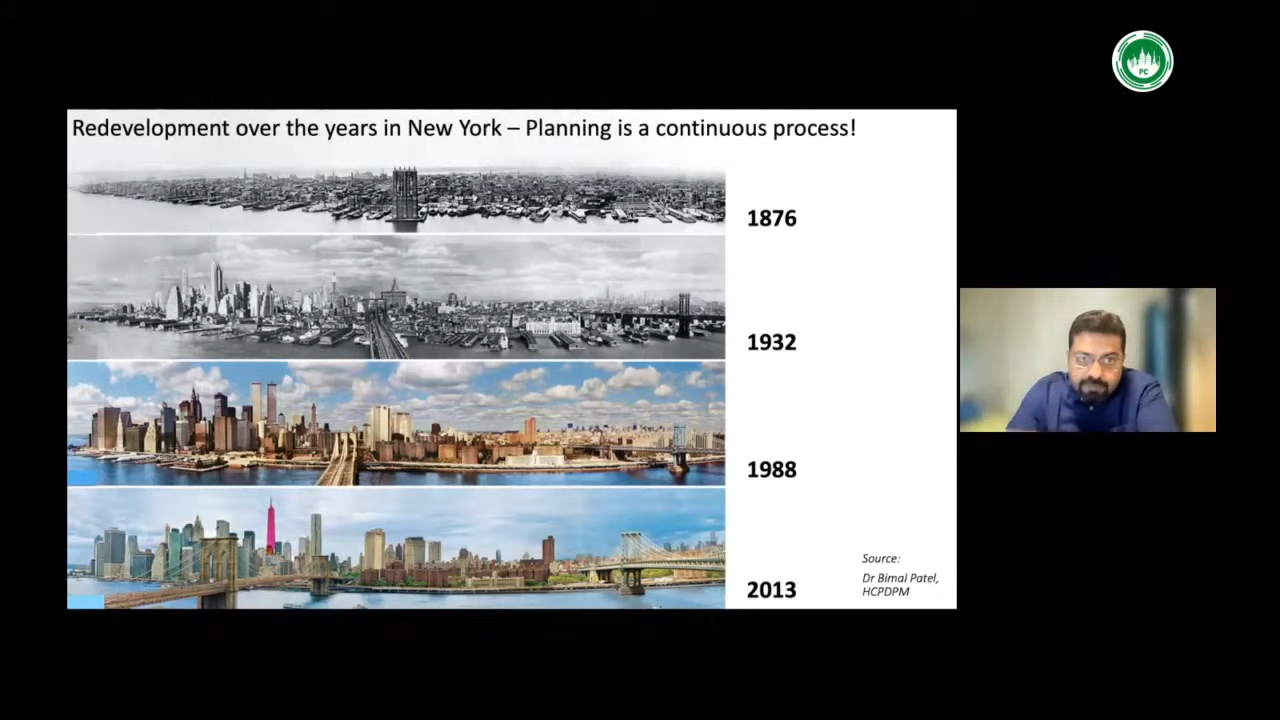 PC
Redevelopment over the years in New York – Planning is a continuous process!
1876
1932
1988
2013
Source:
Dr Bimal Patel,
HCPDPM